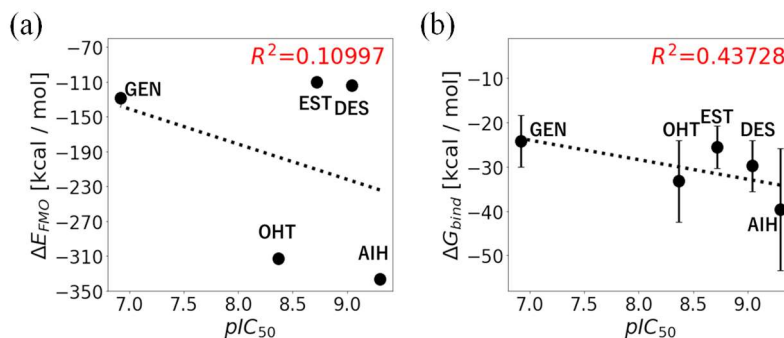 (a)
R²=0.10997
ΔE_FMO [kcal / mol]
−70
−110
−150
−190
−230
−270
−310
−350
GEN
EST
DES
OHT
AIH
7.0 7.5 8.0 8.5 9.0
pIC₅₀
(b)
R²=0.43728
ΔG_bind [kcal / mol]
−10
−20
−30
−40
−50
GEN
OHT
EST
DES
AIH
7.0 7.5 8.0 8.5 9.0
pIC₅₀